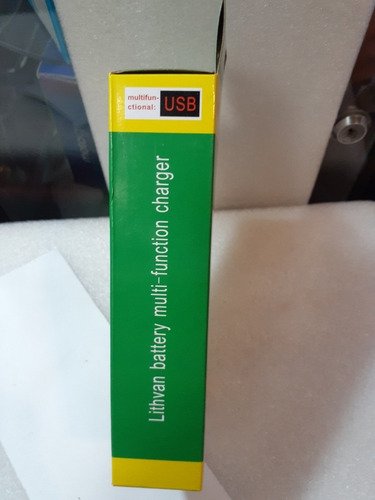 multifun-
ctional:
USB
Lithvan battery multi-function charger